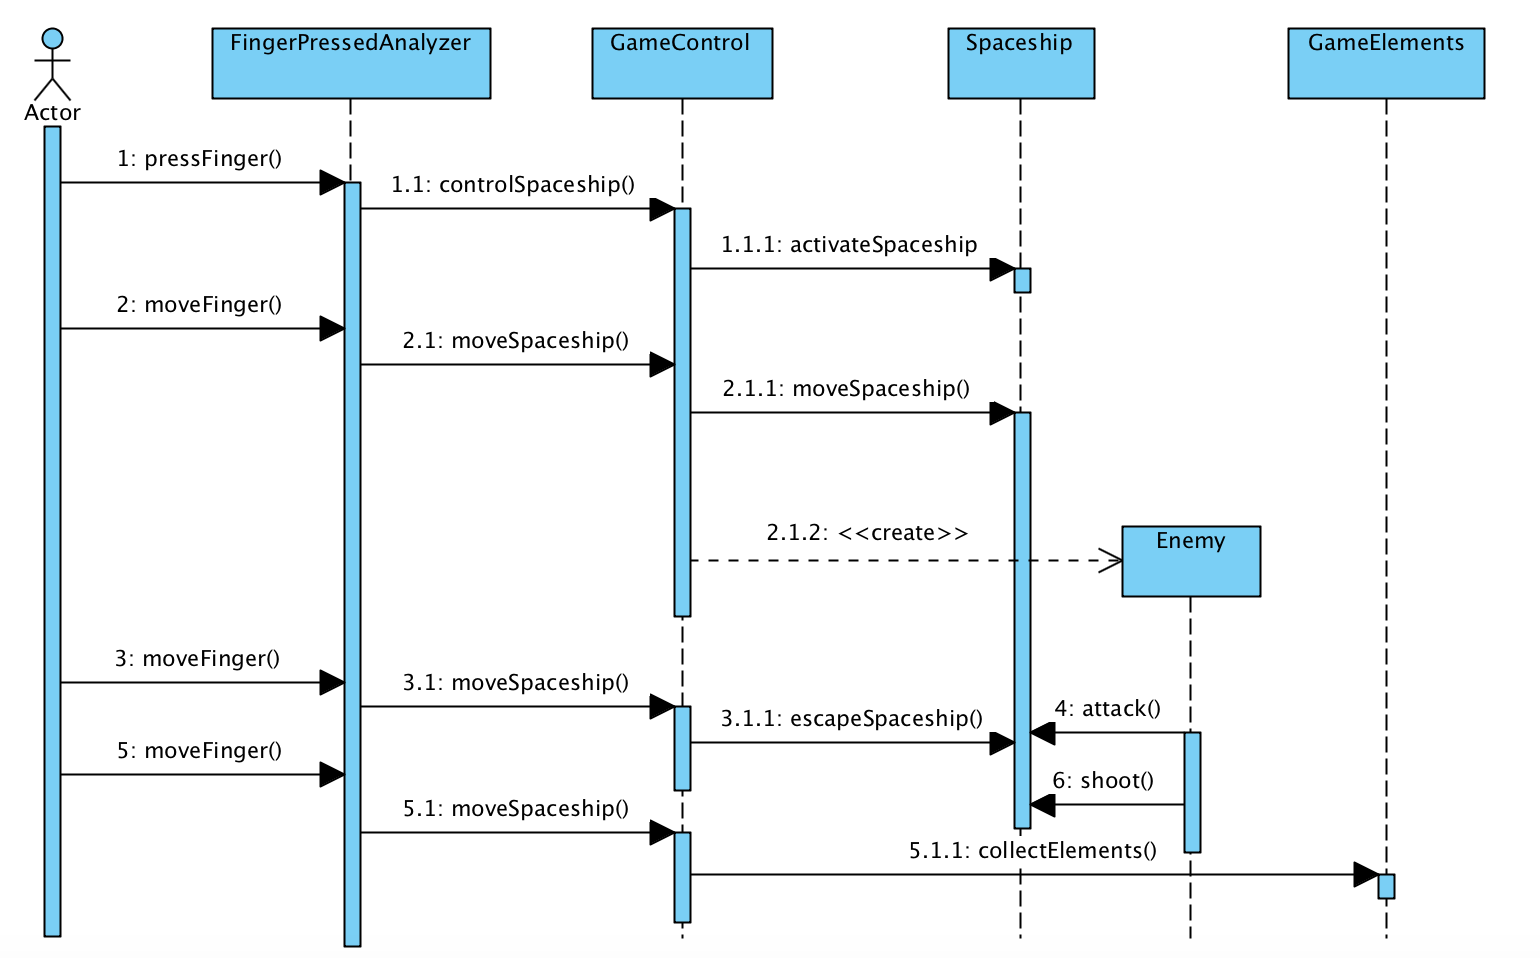 FingerPressedAnalyzer
GameControl
Spaceship
GameElements
Actor
1: pressFinger()
1.1: controlSpaceship()
1.1.1: activateSpaceship
2: moveFinger()
2.1: moveSpaceship()
2.1.1: moveSpaceship()
2.1.2: <<create>>
Enemy
3: moveFinger()
3.1: moveSpaceship()
3.1.1: escapeSpaceship()
4: attack()
5: moveFinger()
6: shoot()
5.1: moveSpaceship()
5.1.1: collectElements()